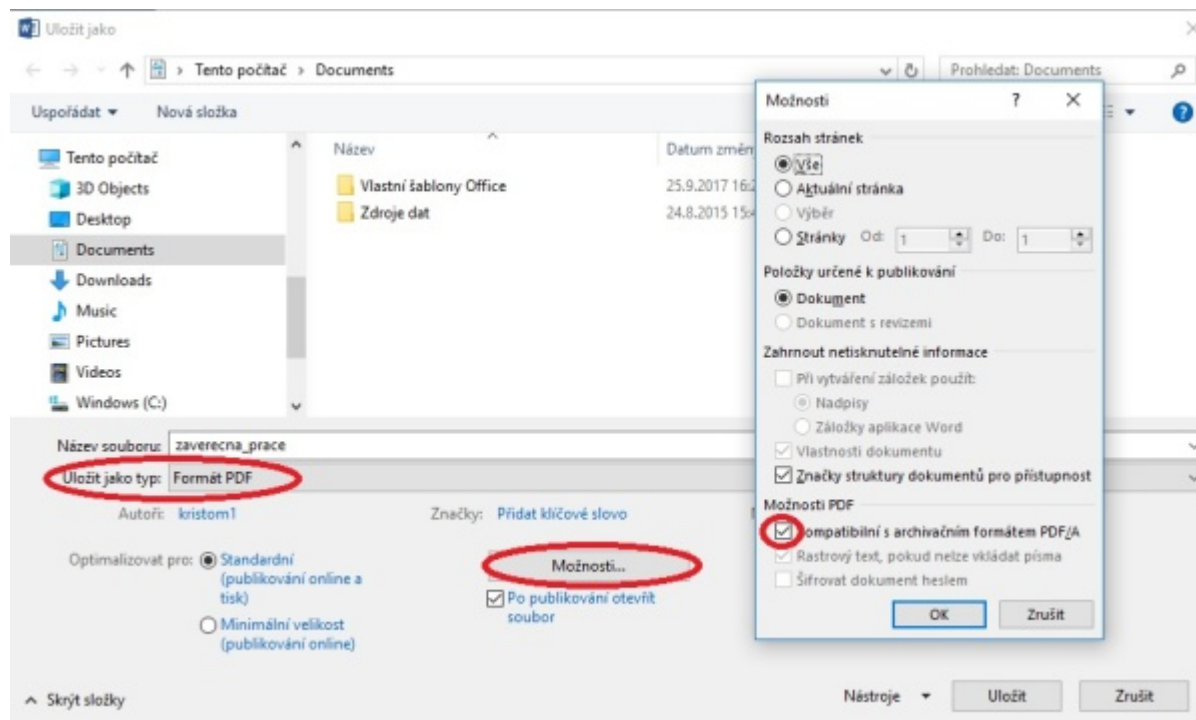 Uložit jako
Tento počítač › Documents
Prohledat: Documents
Uspořádat
Nová složka
Tento počítač
3D Objects
Desktop
Documents
Downloads
Music
Pictures
Videos
Windows (C:)
Název
Datum změn
Vlastní šablony Office
25.9.2017 16:2
Zdroje dat
24.8.2015 15:4
Název souboru: zaverecna_prace
Uložit jako typ: Formát PDF
Autoři: kristom1
Značky: Přidat klíčové slovo
Optimalizovat pro: Standardní
(publikování online a
tisk)
Minimální velikost
(publikování online)
Možnosti...
Po publikování otevřít
soubor
Skrýt složky
Nástroje
Uložit
Zrušit
Možnosti
?
Rozsah stránek
Vše
Aktuální stránka
Výběr
Stránky Od: 1 Do: 1
Položky určené k publikování
Dokument
Dokument s revizemi
Zahrnout netisknutelné informace
Při vytváření záložek použít:
Nadpisy
Záložky aplikace Word
Vlastnosti dokumentu
Značky struktury dokumentů pro přístupnost
Možnosti PDF
ompatibilní s archivačním formátem PDF/A
Rastrový text, pokud nelze vkládat písma
Šifrovat dokument heslem
OK
Zrušit